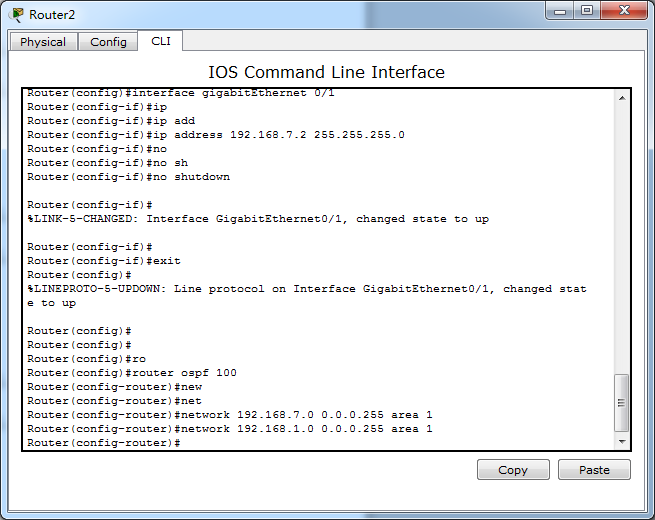 Router2
Physical Config CLI
IOS Command Line Interface
Router(config)#interface gigabitEthernet 0/1
Router(config-if)#ip
Router(config-if)#ip add
Router(config-if)#ip address 192.168.7.2 255.255.255.0
Router(config-if)#no
Router(config-if)#no sh
Router(config-if)#no shutdown
Router(config-if)#
%LINK-5-CHANGED: Interface GigabitEthernet0/1, changed state to up
Router(config-if)#
Router(config-if)#exit
Router(config)#
%LINEPROTO-5-UPDOWN: Line protocol on Interface GigabitEthernet0/1, changed stat
e to up
Router(config)#
Router(config)#
Router(config)#ro
Router(config)#router ospf 100
Router(config-router)#new
Router(config-router)#net
Router(config-router)#network 192.168.7.0 0.0.0.255 area 1
Router(config-router)#network 192.168.1.0 0.0.0.255 area 1
Router(config-router)#
Copy Paste